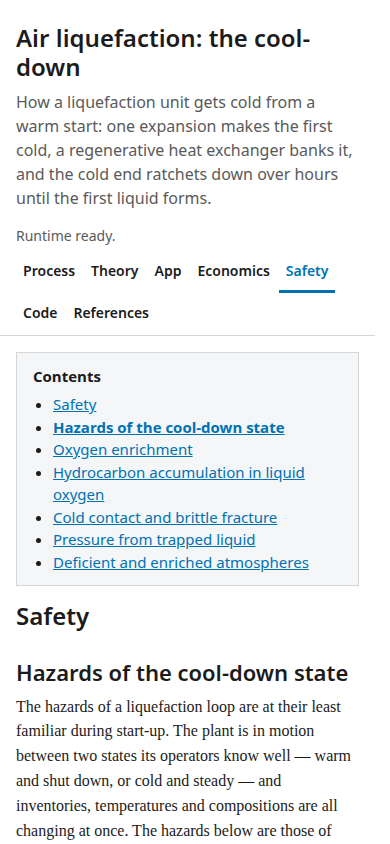 Air liquefaction: the cool-
down
How a liquefaction unit gets cold from a
warm start: one expansion makes the first
cold, a regenerative heat exchanger banks it,
and the cold end ratchets down over hours
until the first liquid forms.
Runtime ready.
Process Theory App Economics Safety
Code References
Contents
Safety
Hazards of the cool-down state
Oxygen enrichment
Hydrocarbon accumulation in liquid
oxygen
Cold contact and brittle fracture
Pressure from trapped liquid
Deficient and enriched atmospheres
Safety
Hazards of the cool-down state
The hazards of a liquefaction loop are at their least
familiar during start-up. The plant is in motion
between two states its operators know well — warm
and shut down, or cold and steady — and
inventories, temperatures and compositions are all
changing at once. The hazards below are those of